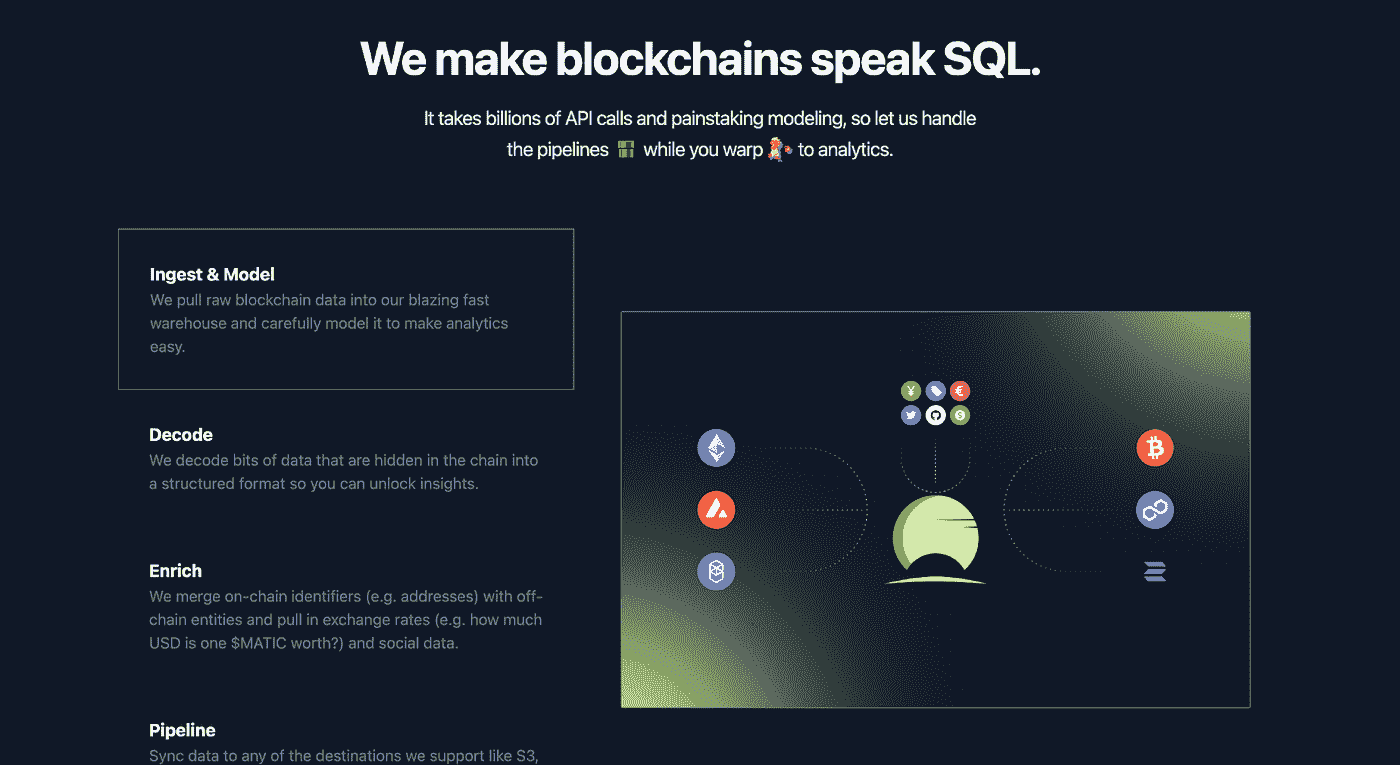 We make blockchains speak SQL.
It takes billions of API calls and painstaking modeling, so let us handle
the pipelines while you warp to analytics.
Ingest & Model
We pull raw blockchain data into our blazing fast
warehouse and carefully model it to make analytics
easy.
Decode
We decode bits of data that are hidden in the chain into
a structured format so you can unlock insights.
Enrich
We merge on-chain identifiers (e.g. addresses) with off-
chain entities and pull in exchange rates (e.g. how much
USD is one $MATIC worth?) and social data.
Pipeline
Sync data to any of the destinations we support like S3,